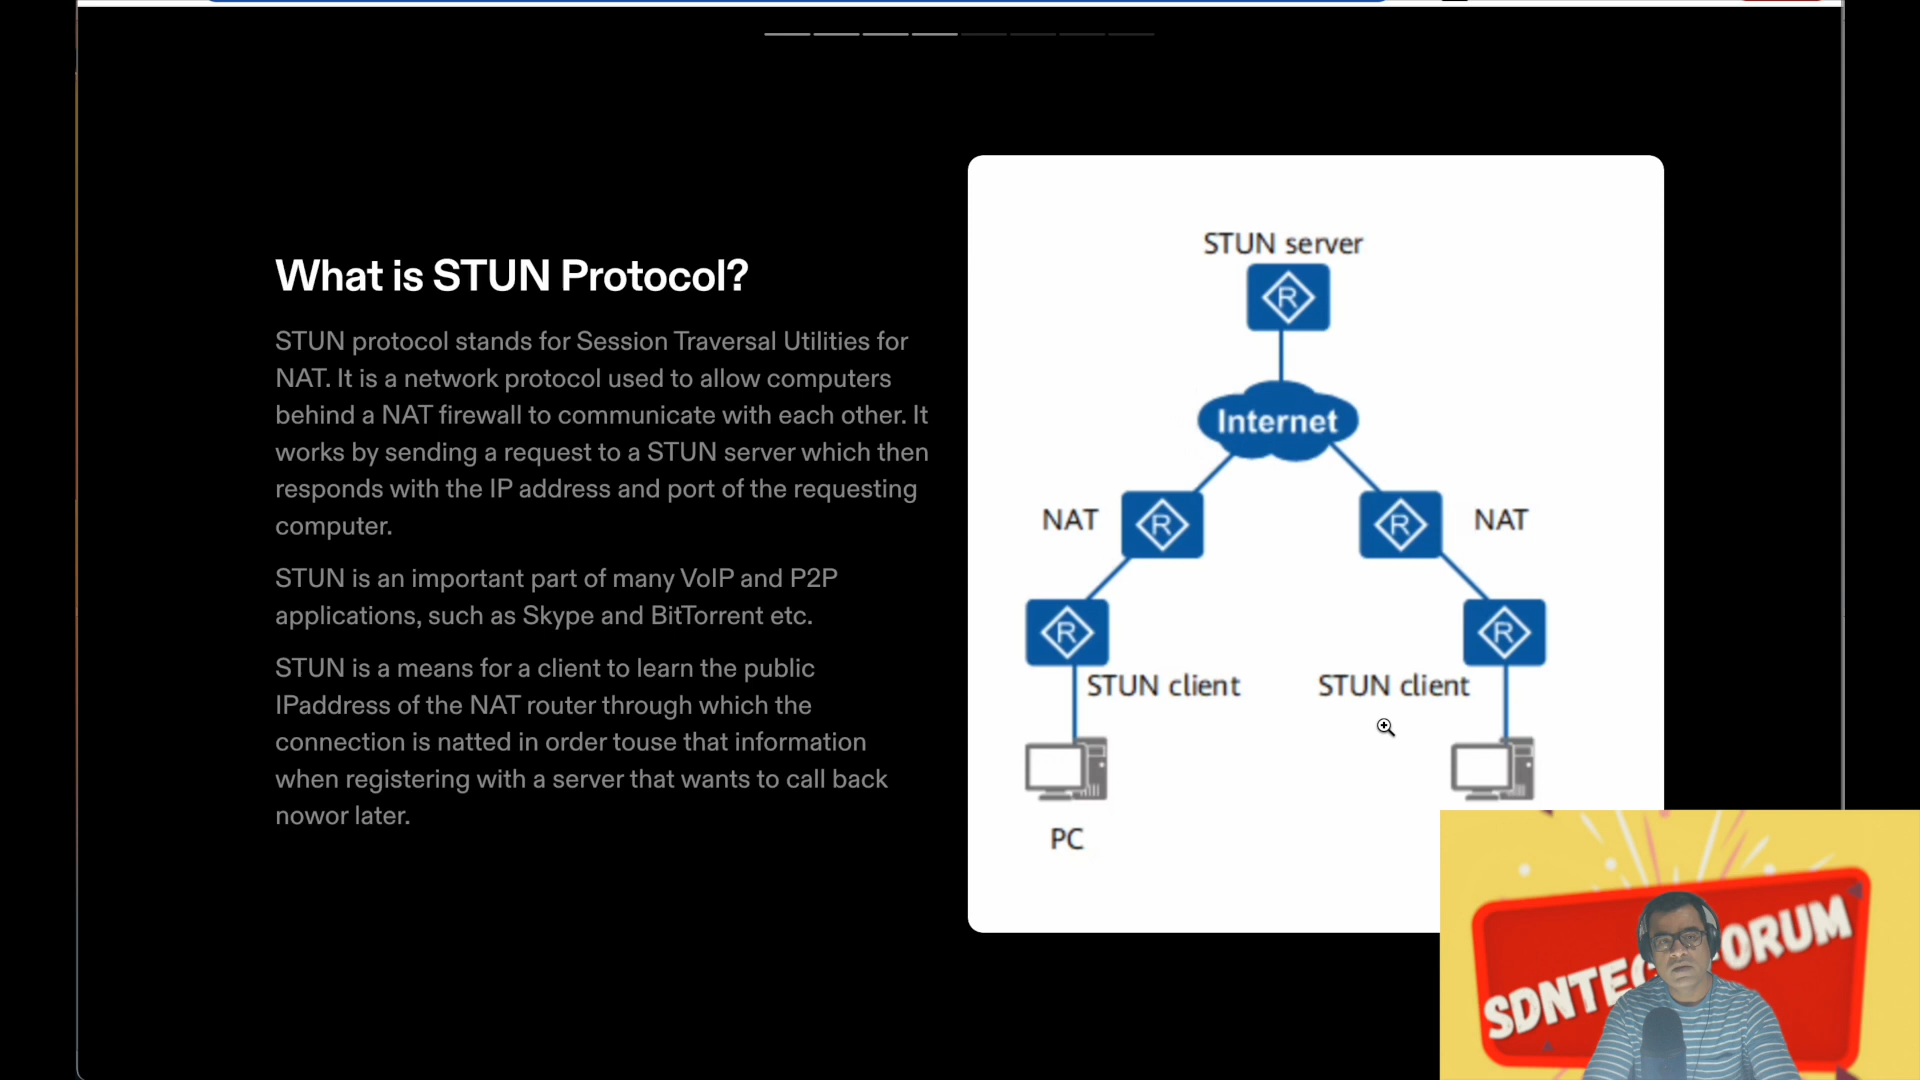 What is STUN Protocol?
STUN protocol stands for Session Traversal Utilities for
NAT. It is a network protocol used to allow computers
behind a NAT firewall to communicate with each other. It
works by sending a request to a STUN server which then
responds with the IP address and port of the requesting
computer.
STUN is an important part of many VoIP and P2P
applications, such as Skype and BitTorrent etc.
STUN is a means for a client to learn the public
IPaddress of the NAT router through which the
connection is natted in order touse that information
when registering with a server that wants to call back
nowor later.
STUN server
R
Internet
NAT
R
R
NAT
R
R
STUN client
STUN client
PC